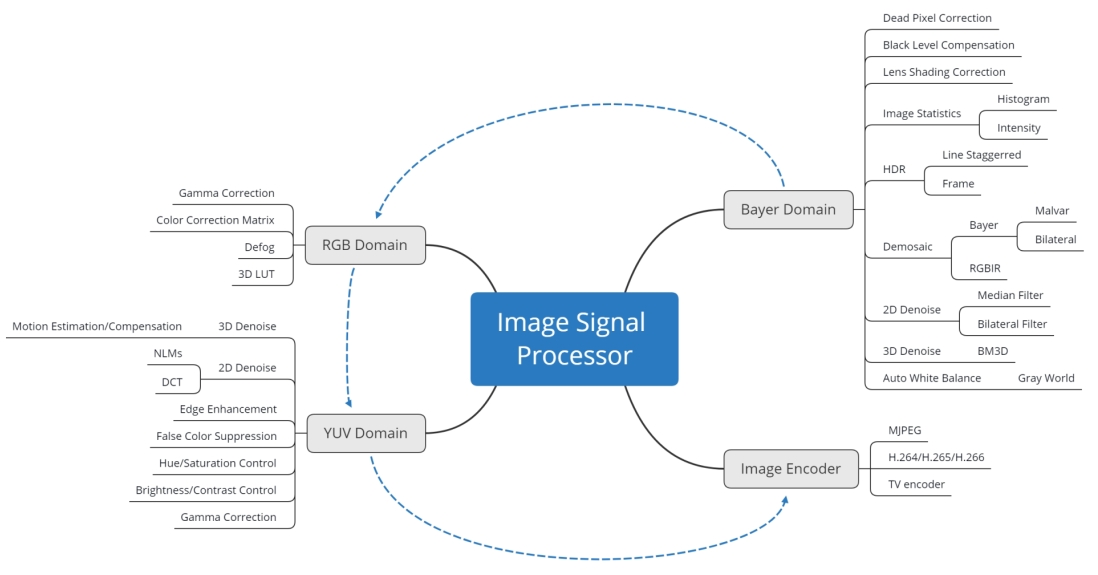 Image Signal
Processor
Bayer Domain
Dead Pixel Correction
Black Level Compensation
Lens Shading Correction
Image Statistics
Histogram
Intensity
HDR
Line Staggerred
Frame
Demosaic
Bayer
Malvar
Bilateral
RGBIR
2D Denoise
Median Filter
Bilateral Filter
3D Denoise
BM3D
Auto White Balance
Gray World
RGB Domain
Gamma Correction
Color Correction Matrix
Defog
3D LUT
YUV Domain
3D Denoise
Motion Estimation/Compensation
2D Denoise
NLMs
DCT
Edge Enhancement
False Color Suppression
Hue/Saturation Control
Brightness/Contrast Control
Gamma Correction
Image Encoder
MJPEG
H.264/H.265/H.266
TV encoder